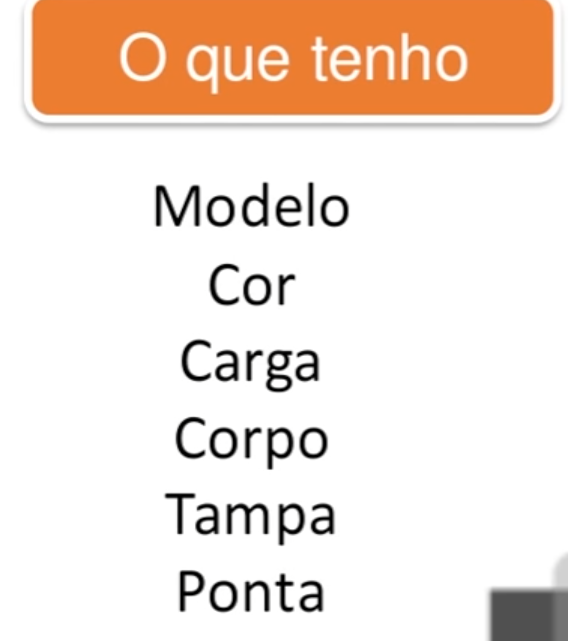 O que tenho
Modelo
Cor
Carga
Corpo
Tampa
Ponta